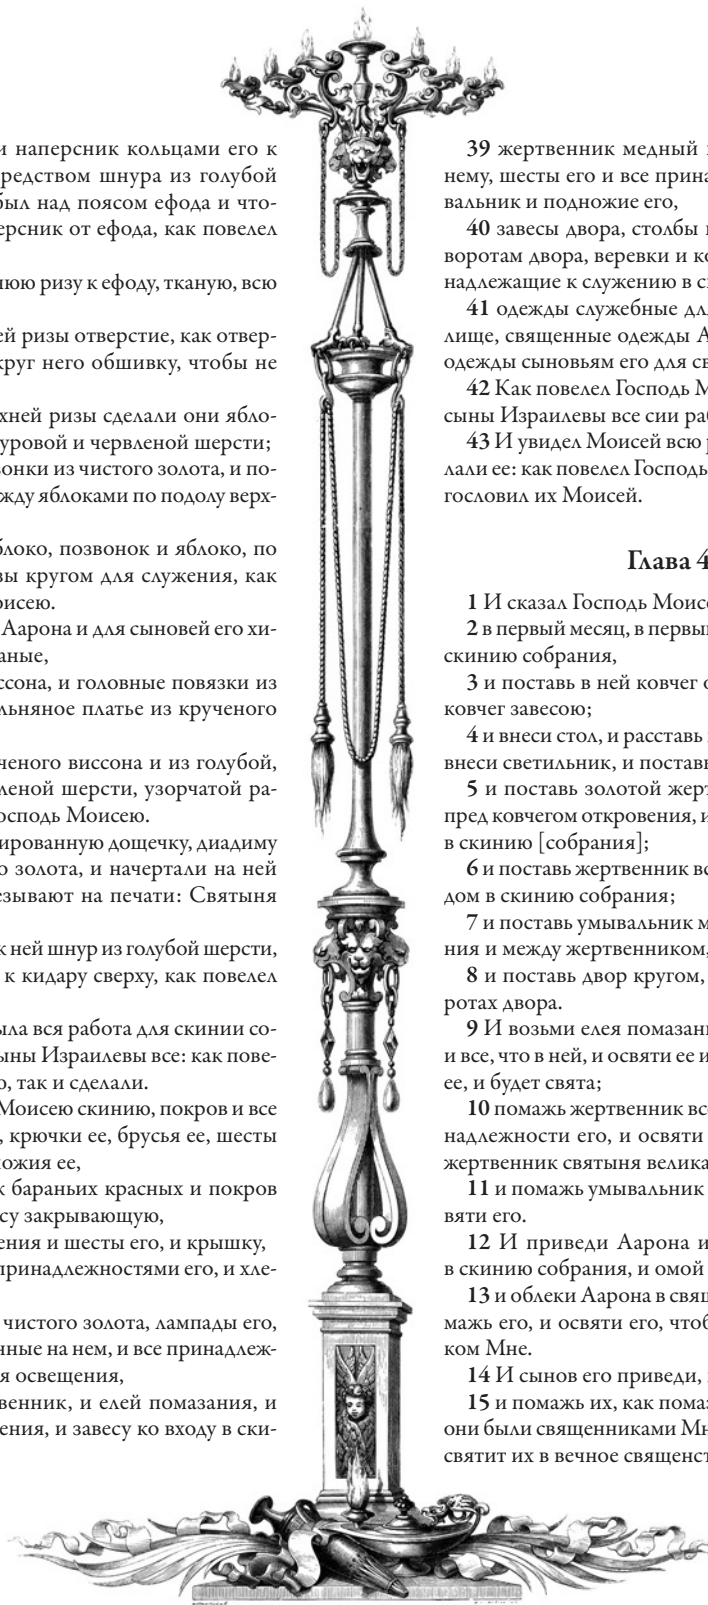 и наперсник кольцами его к
редством шнура из голубой
был над поясом ефода и что-
ерсник от ефода, как повелел
нюю ризу к ефоду, тканую, всю
ей ризы отверстие, как отвер-
круг него обшивку, чтобы не
хней ризы сделали они ябло-
уровой и червленой шерсти;
вонки из чистого золота, и по-
жду яблоками по подолу верх-
блоко, позвонок и яблоко, по
зы кругом для служения, как
оисею.
Аарона и для сыновей его хи-
аные,
ссона, и головные повязки из
льняное платье из крученого
ченого виссона и из голубой,
леной шерсти, узорчатой ра-
осподь Моисею.
ированную дощечку, диадиму
о золота, и начертали на ней
езывают на печати: Святыня
к ней шнур из голубой шерсти,
к кидару сверху, как повелел
ыла вся работа для скинии со-
ыны Израилевы все: как пове-
ю, так и сделали.
Моисею скинию, покров и все
, крючки ее, брусья ее, шесты
ножия ее,
к бараньих красных и покров
су закрывающую,
ения и шесты его, и крышку,
принадлежностями его, и хле-
чистого золота, лампады его,
нные на нем, и все принадлеж-
я освещения,
венник, и елей помазания, и
ения, и завесу ко входу в ски-
39 жертвенник медный
нему, шесты его и все прина
вальник и подножие его,
40 завесы двора, столбы
воротам двора, веревки и ко
надлежащие к служению в с
41 одежды служебные дл
лище, священные одежды А
одежды сыновьям его для св
42 Как повелел Господь М
сыны Израилевы все сии раб
43 И увидел Моисей всю р
лали ее: как повелел Господь
гословил их Моисей.
Глава 4
1 И сказал Господь Моисе
2 в первый месяц, в первый
скинию собрания,
3 и поставь в ней ковчег о
ковчег завесою;
4 и внеси стол, и расставь
внеси светильник, и поставь
5 и поставь золотой жерт
пред ковчегом откровения, и
в скинию [собрания];
6 и поставь жертвенник вс
дом в скинию собрания;
7 и поставь умывальник м
ния и между жертвенником,
8 и поставь двор кругом,
ротах двора.
9 И возьми елея помазани
и все, что в ней, и освяти ее и
ее, и будет свята;
10 помажь жертвенник все
надлежности его, и освяти
жертвенник святыня велика
11 и помажь умывальник
вяти его.
12 И приведи Аарона и
в скинию собрания, и омой
13 и облеки Аарона в свящ
мажь его, и освяти его, чтоб
ком Мне.
14 И сынов его приведи,
15 и помажь их, как помаз
они были священниками Мн
святит их в вечное священст